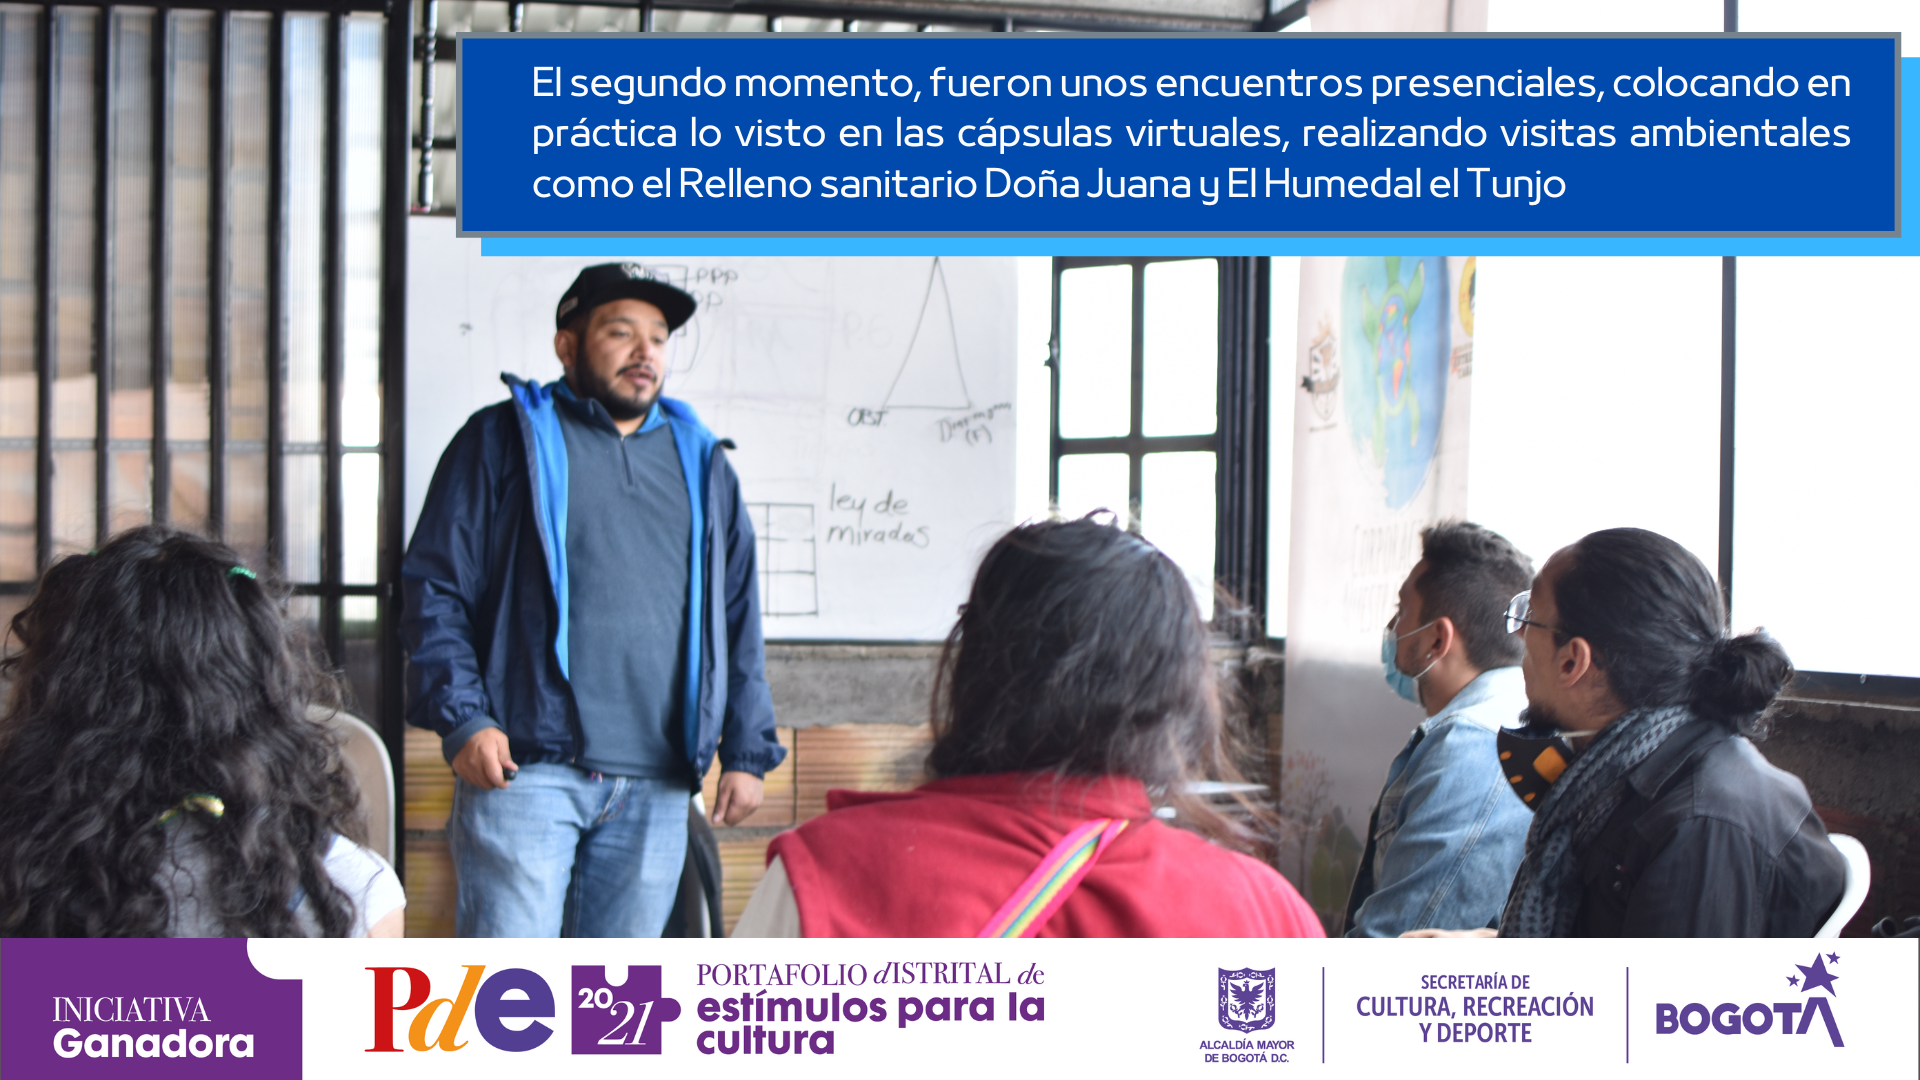 El segundo momento, fueron unos encuentros presenciales, colocando en
práctica lo visto en las cápsulas virtuales, realizando visitas ambientales
como el Relleno sanitario Doña Juana y El Humedal el Tunjo
OBJ.
ley de
miradas
INICIATIVA
Ganadora
PdE
2021
PORTAFOLIO dISTRITAL de
estímulos para la
cultura
ALCALDÍA MAYOR
DE BOGOTÁ D.C.
SECRETARÍA DE
CULTURA, RECREACIÓN
Y DEPORTE
BOGOTÁ